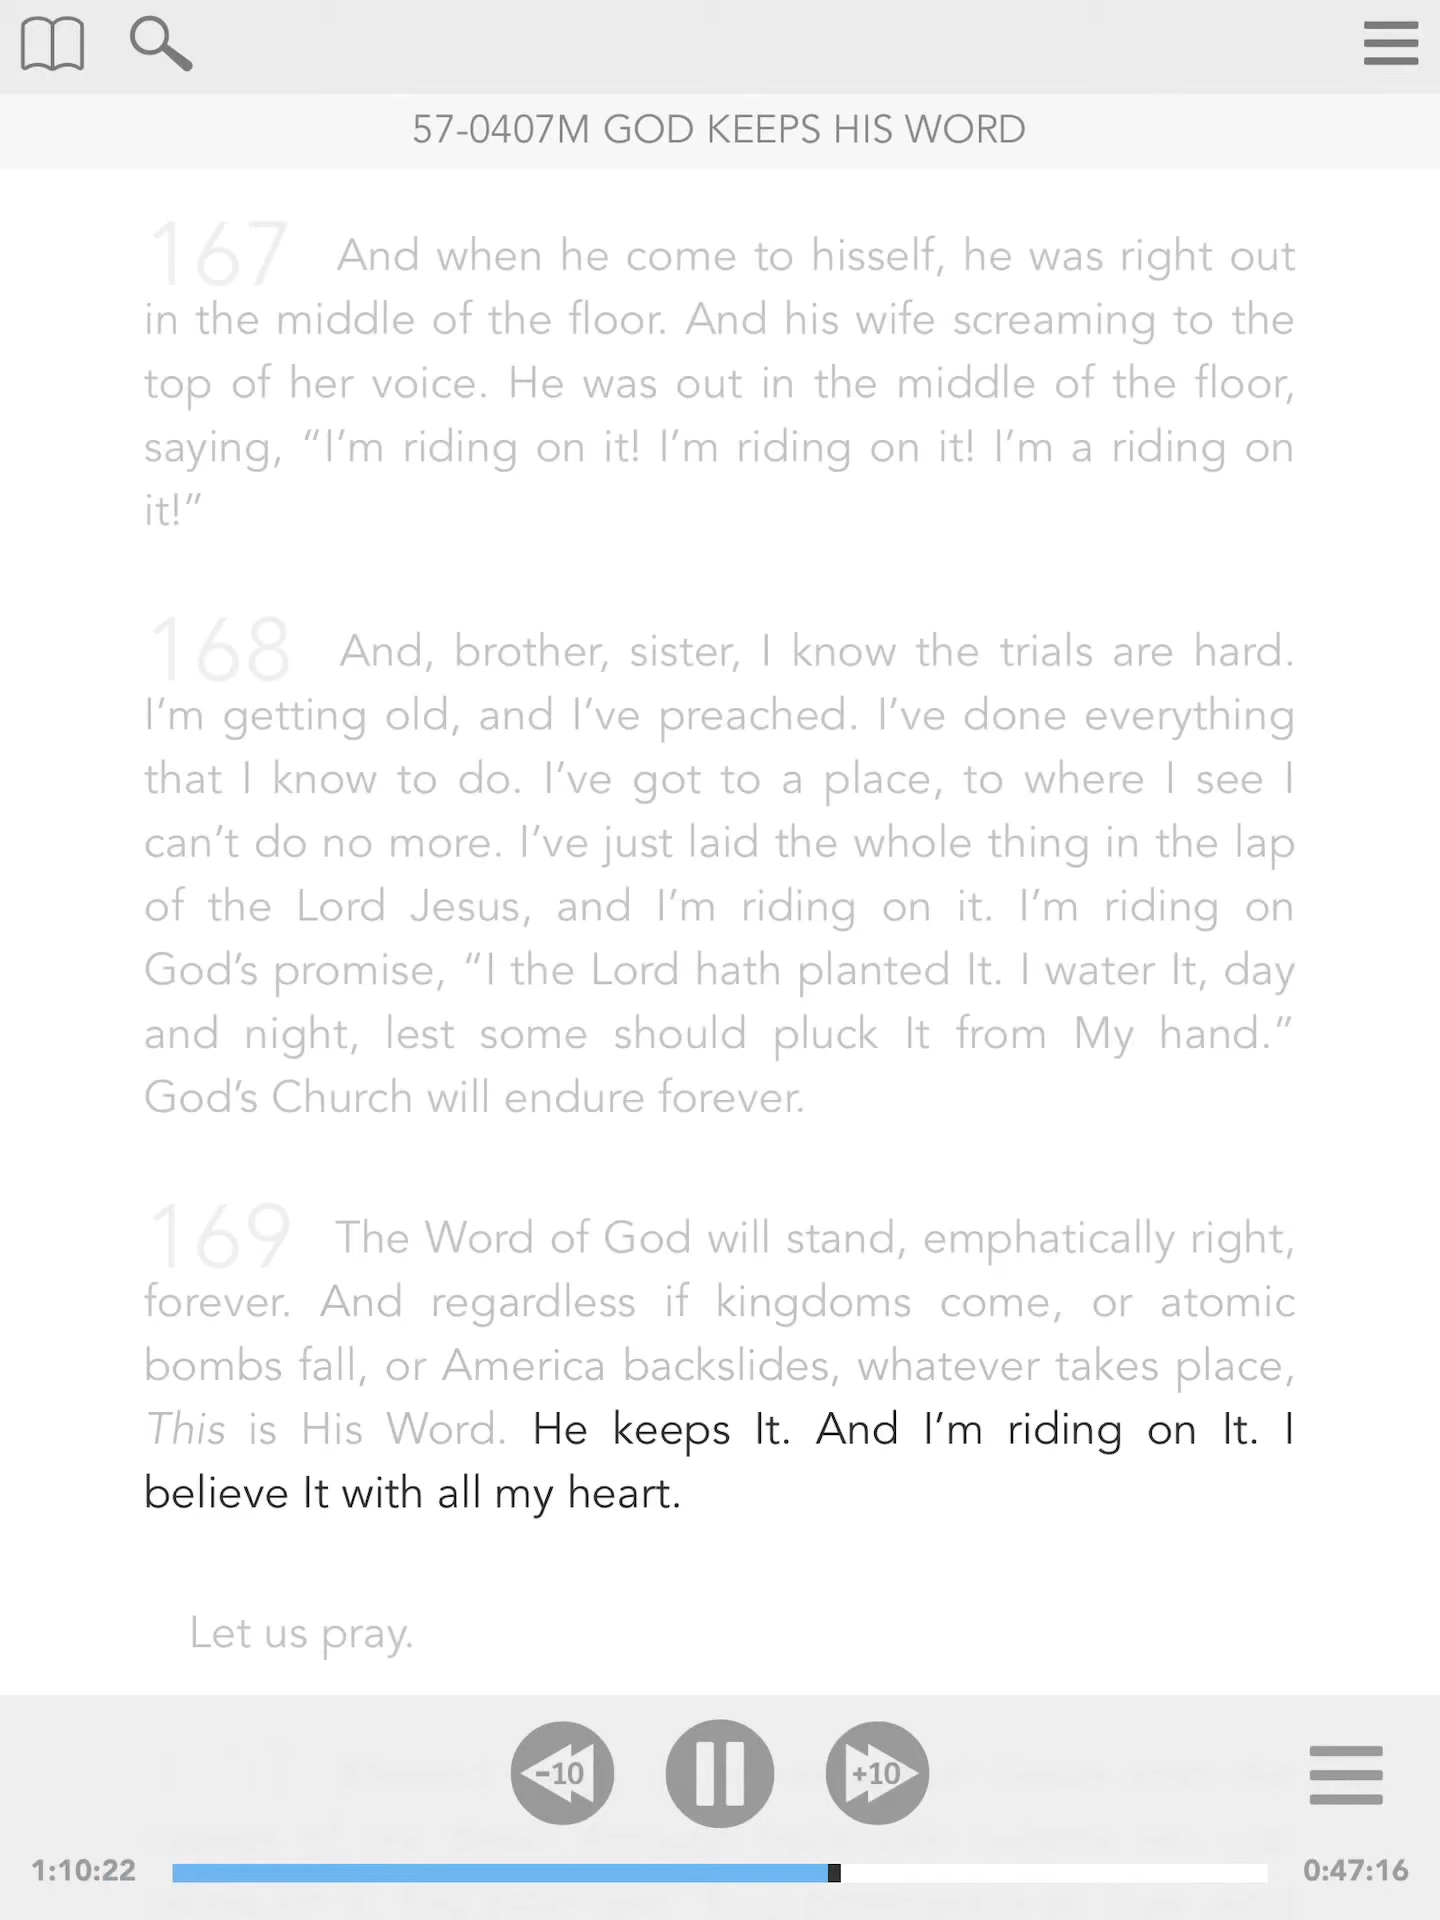 57-0407M GOD KEEPS HIS WORD
167 And when he come to hisself, he was right out
in the middle of the floor. And his wife screaming to the
top of her voice. He was out in the middle of the floor,
saying, “I’m riding on it! I’m riding on it! I’m a riding on
it!”
168 And, brother, sister, I know the trials are hard.
I’m getting old, and I’ve preached. I’ve done everything
that I know to do. I’ve got to a place, to where I see I
can’t do no more. I’ve just laid the whole thing in the lap
of the Lord Jesus, and I’m riding on it. I’m riding on
God’s promise, “I the Lord hath planted It. I water It, day
and night, lest some should pluck It from My hand.”
God’s Church will endure forever.
169 The Word of God will stand, emphatically right,
forever. And regardless if kingdoms come, or atomic
bombs fall, or America backslides, whatever takes place,
This is His Word. He keeps It. And I’m riding on It. I
believe It with all my heart.
Let us pray.
-10 +10
1:10:22 0:47:16